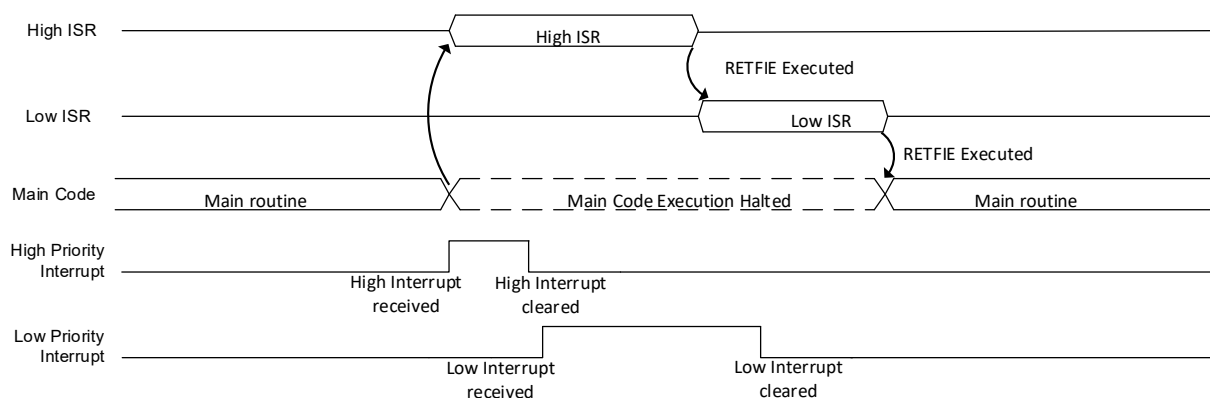 High ISR
High ISR
RETFIE Executed
Low ISR
Low ISR
RETFIE Executed
Main Code
Main routine
Main Code Execution Halted
Main routine
High Priority
Interrupt
High Interrupt
received
High Interrupt
cleared
Low Priority
Interrupt
Low Interrupt
received
Low Interrupt
cleared